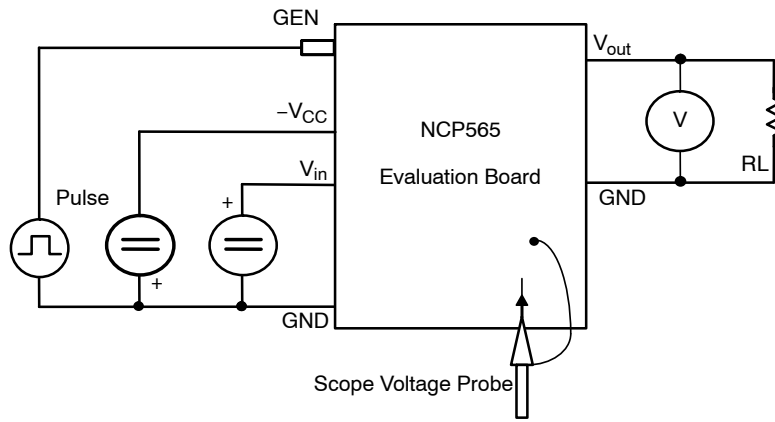 GEN
V_out
−V_CC
NCP565
V
V_in
Evaluation Board
RL
Pulse
+
GND
+
GND
Scope Voltage Probe